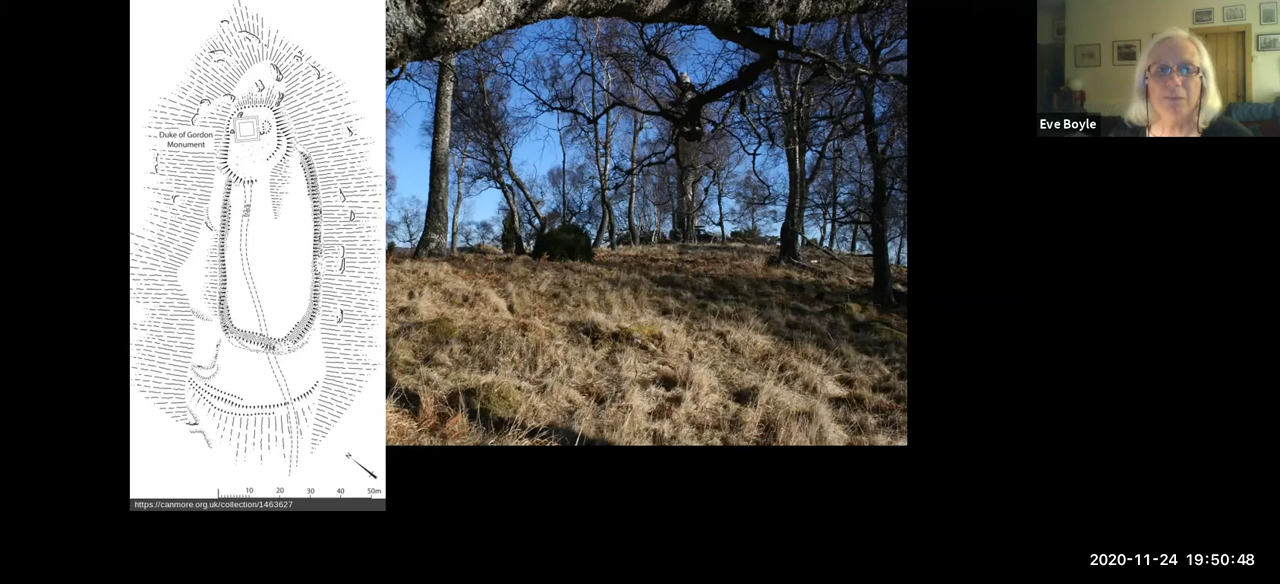 Duke of Gordon
Monument
N
10 20 30 40 50m
https://canmore.org.uk/collection/1463627
Eve Boyle
2020-11-24 19:50:48